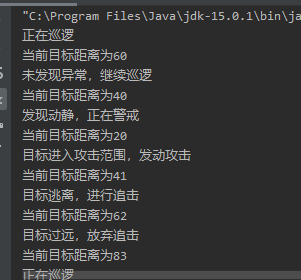 "C:\Program Files\Java\jdk-15.0.1\bin\ja
正在巡逻
当前目标距离为60
未发现异常，继续巡逻
当前目标距离为40
发现动静，正在警戒
当前目标距离为20
目标进入攻击范围，发动攻击
当前目标距离为41
目标逃离，进行追击
当前目标距离为62
目标过远，放弃追击
当前目标距离为83
正在巡逻